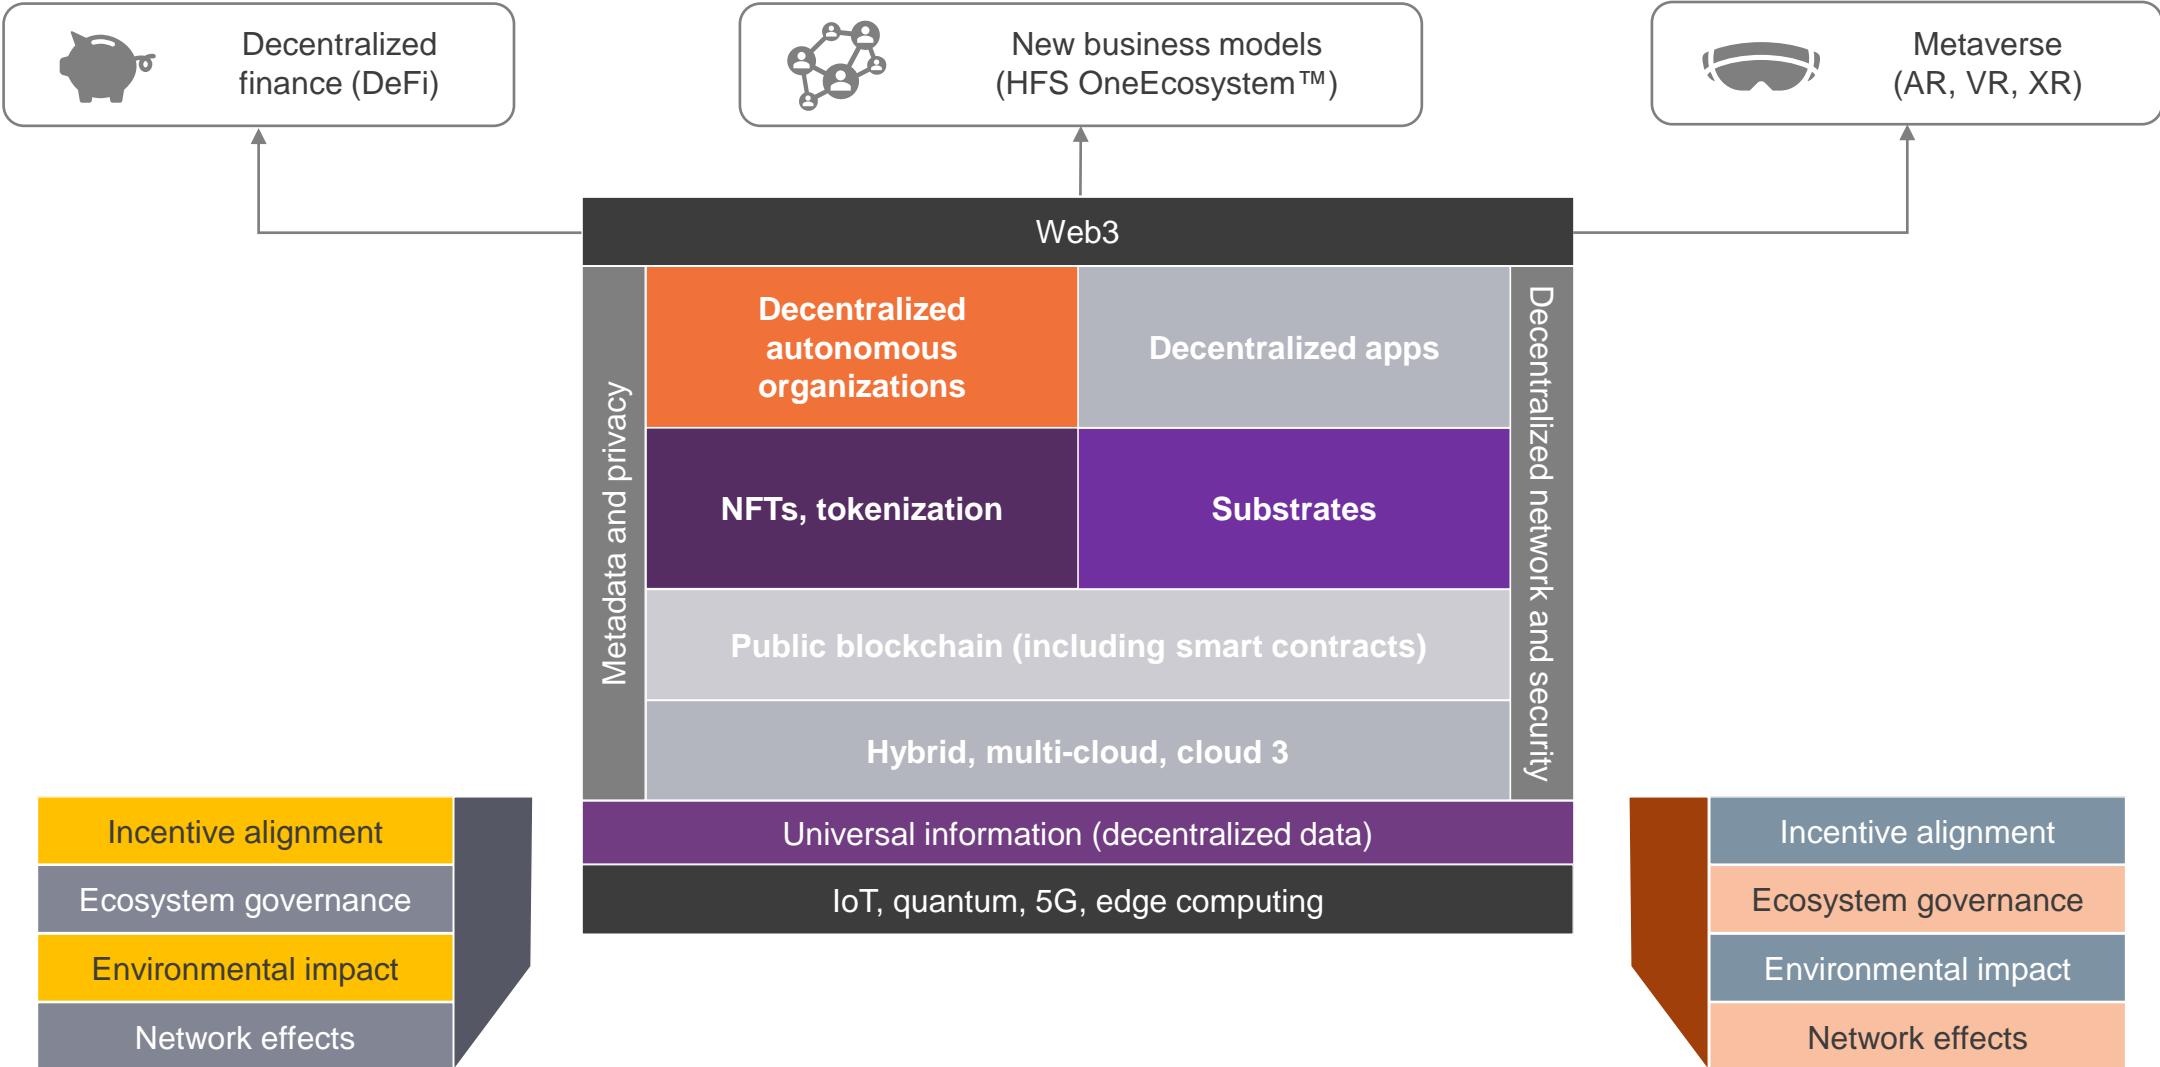 Decentralized
finance (DeFi)
New business models
(HFS OneEcosystem™)
Metaverse
(AR, VR, XR)
Web3
Metadata and privacy
Decentralized
autonomous
organizations
Decentralized apps
NFTs, tokenization
Substrates
Public blockchain (including smart contracts)
Hybrid, multi-cloud, cloud 3
Decentralized network and security
Universal information (decentralized data)
IoT, quantum, 5G, edge computing
Incentive alignment
Ecosystem governance
Environmental impact
Network effects
Incentive alignment
Ecosystem governance
Environmental impact
Network effects